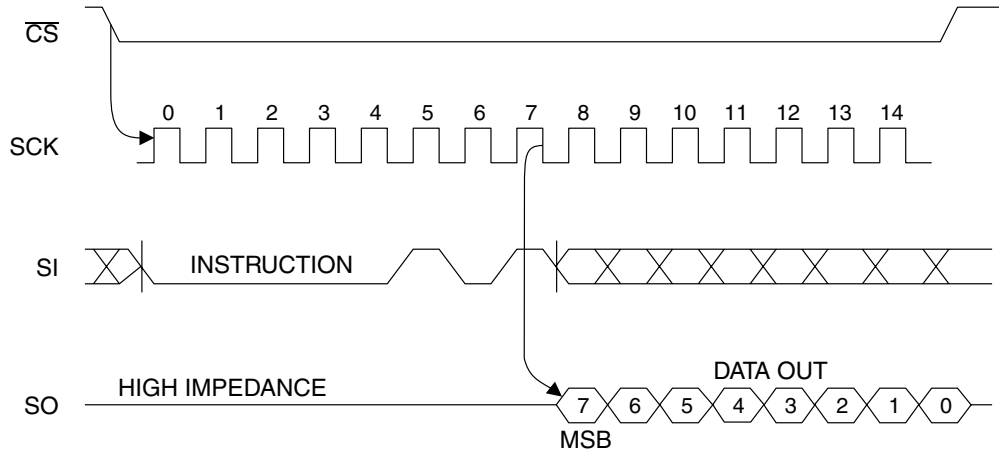 CS
0 1 2 3 4 5 6 7 8 9 10 11 12 13 14
SCK
SI INSTRUCTION
HIGH IMPEDANCE DATA OUT
SO 7 6 5 4 3 2 1 0
MSB